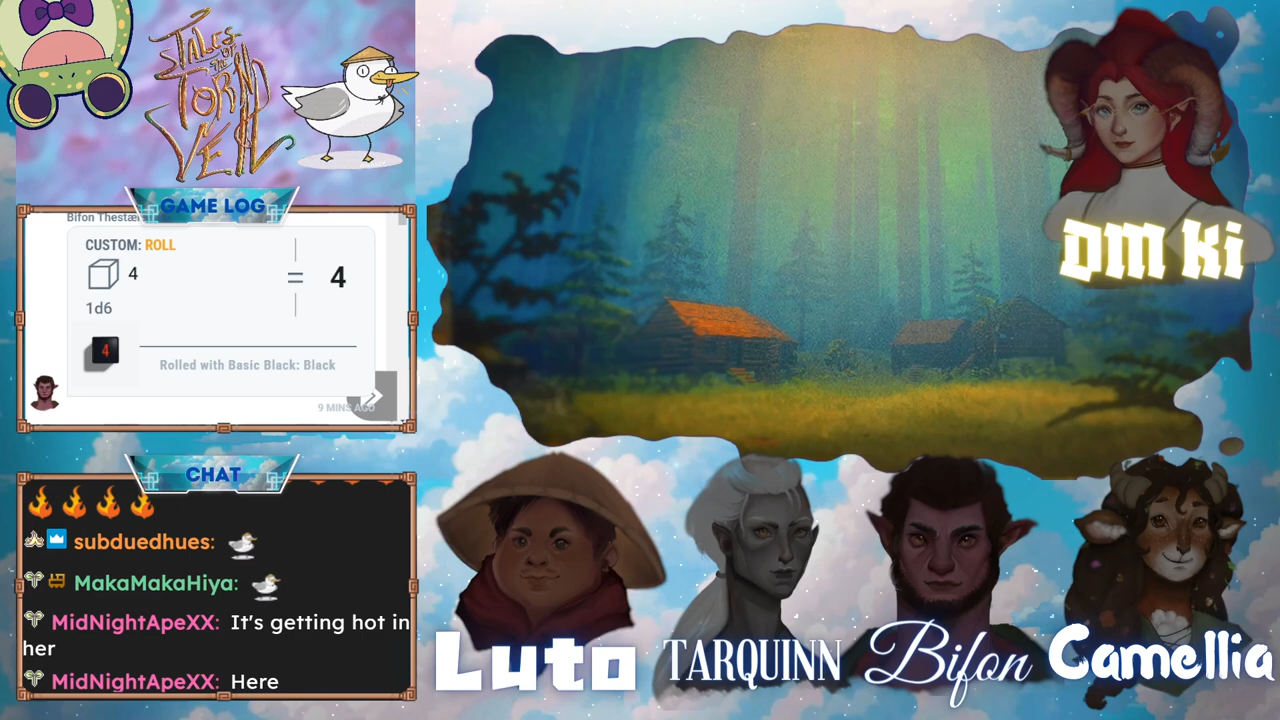 TALES
OF THE
TORN
VEIL
GAME LOG
CUSTOM: ROLL
4
= 4
1d6
4
Rolled with Basic Black: Black
9 MINS AGO
CHAT
subduedhues:
MakaMakaHiya:
MidNightApeXX: It's getting hot in
her
MidNightApeXX: Here
DM Ki
Luto
TARQUINN
Bifon
Camellia